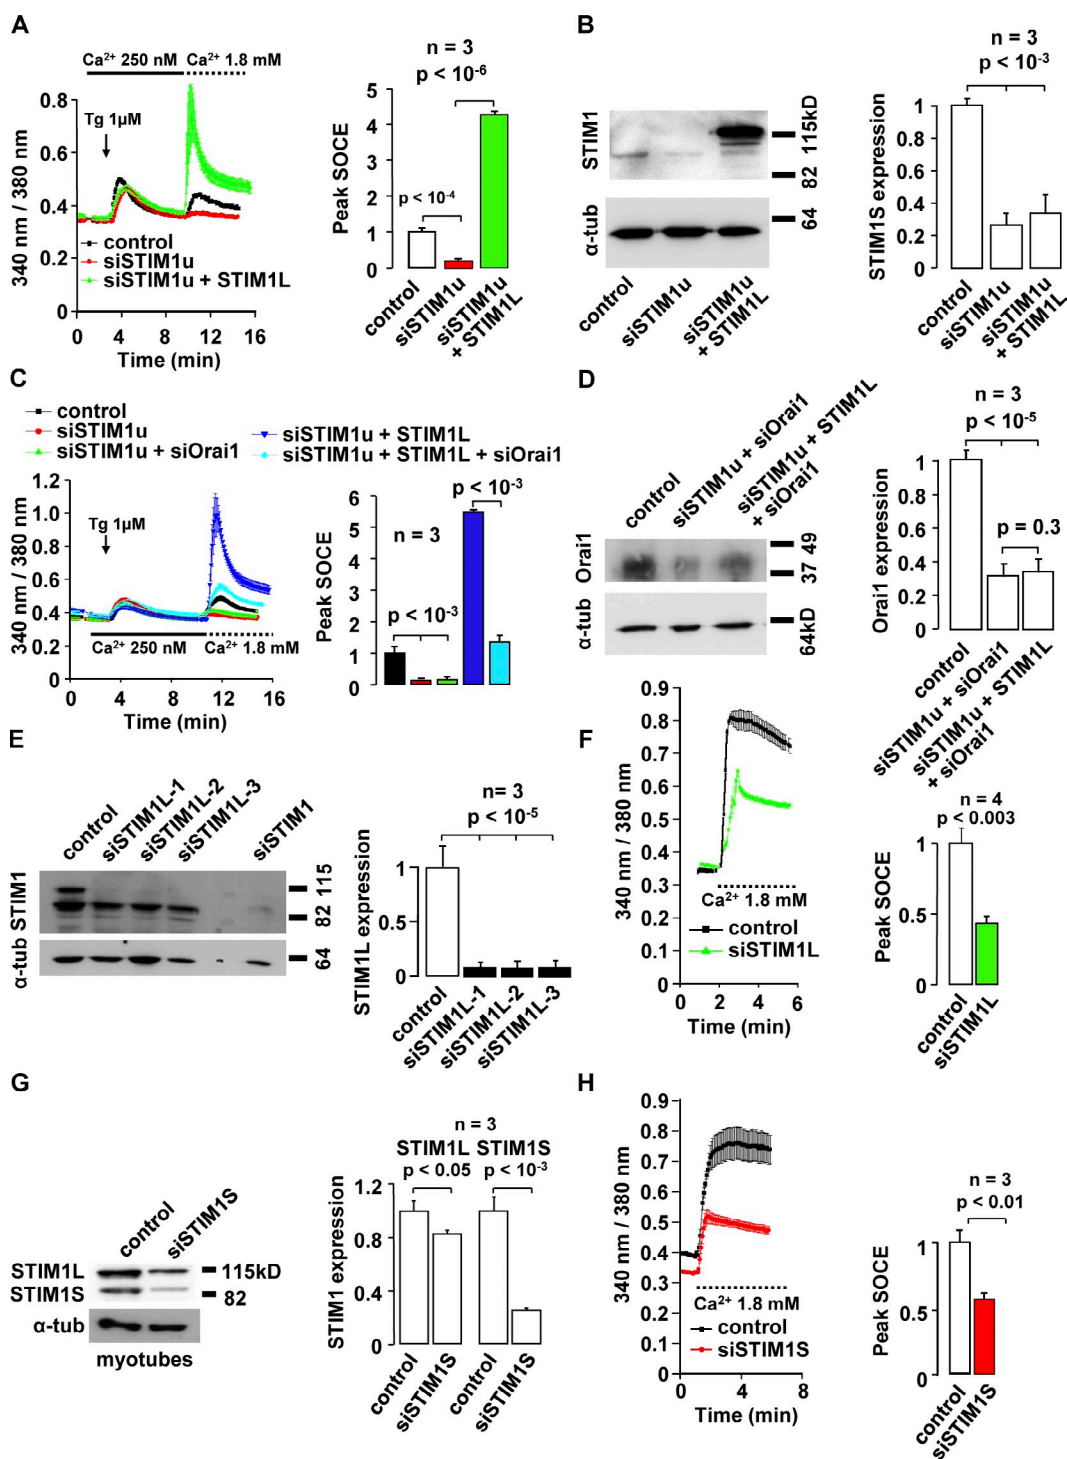 A
Ca²⁺ 250 nM Ca²⁺ 1.8 mM
0.8
0.6
0.4
0.2
0
Tg 1µM
340 nm / 380 nm
control
siSTIM1u
siSTIM1u + STIM1L
0 4 8 12 16
Time (min)
n = 3
p < 10⁻⁶
p < 10⁻⁴
Peak SOCE
5
4
3
2
1
0
control
siSTIM1u
siSTIM1u
+ STIM1L
B
STIM1
α-tub
115kD
82
64
control
siSTIM1u
siSTIM1u
+ STIM1L
n = 3
p < 10⁻³
STIM1S expression
1
0.8
0.6
0.4
0.2
0
control
siSTIM1u
siSTIM1u
+ STIM1L
C
control
siSTIM1u
siSTIM1u + siOrai1
siSTIM1u + STIM1L
siSTIM1u + STIM1L + siOrai1
340 nm / 380 nm
1.2
1.0
0.8
0.6
0.4
0.2
0
Tg 1µM
Ca²⁺ 250 nM Ca²⁺ 1.8 mM
0 4 8 12 16
Time (min)
Peak SOCE
6
5
4
3
2
1
0
n = 3
p < 10⁻³
p < 10⁻³
D
control
siSTIM1u + siOrai1
siSTIM1u + STIM1L
+ siOrai1
Orai1
α-tub
49
37
64kD
n = 3
p < 10⁻⁵
p = 0.3
Orai1 expression
1
0.8
0.6
0.4
0.2
0
control
siSTIM1u + siOrai1
siSTIM1u + STIM1L
+ siOrai1
E
control
siSTIM1L-1
siSTIM1L-2
siSTIM1L-3
siSTIM1
STIM1
α-tub
115
82
64
n = 3
p < 10⁻⁵
STIM1L expression
1
0.5
0
control
siSTIM1L-1
siSTIM1L-2
siSTIM1L-3
F
340 nm / 380 nm
0.9
0.8
0.7
0.6
0.5
0.4
0.3
0.2
0.1
0
Ca²⁺ 1.8 mM
control
siSTIM1L
0 2 4 6
Time (min)
n = 4
p < 0.003
Peak SOCE
1
0.5
0
control
siSTIM1L
G
control
siSTIM1S
STIM1L
STIM1S
α-tub
115kD
82
myotubes
n = 3
STIM1L STIM1S
p < 0.05 p < 10⁻³
STIM1 expression
1.2
0.8
0.4
0
control
siSTIM1S
control
siSTIM1S
H
340 nm / 380 nm
0.9
0.8
0.7
0.6
0.5
0.4
0.3
0.2
0.1
0
Ca²⁺ 1.8 mM
control
siSTIM1S
0 4 8
Time (min)
n = 3
p < 0.01
Peak SOCE
1
0.5
0
control
siSTIM1S